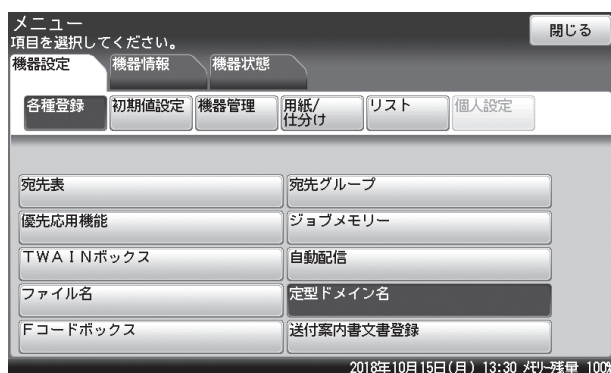 メニュー
項目を選択してください。
閉じる
機器設定 機器情報 機器状態
各種登録 初期値設定 機器管理 用紙/仕分け リスト 個人設定
宛先表 宛先グループ
優先応用機能 ジョブメモリー
TWAINボックス 自動配信
ファイル名 定型ドメイン名
Fコードボックス 送付案内書文書登録
2018年10月15日(月) 13:30 メモリー残量 100%